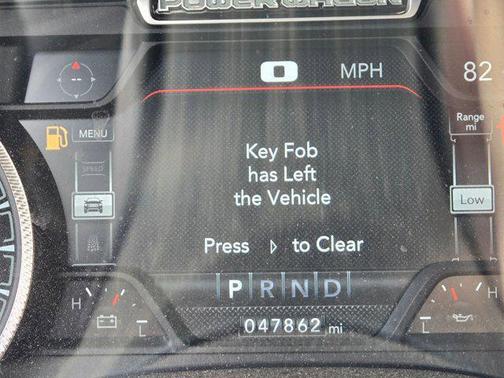 POWER WAGON
0 MPH
82
MENU
SPEED
Range
mi
Key Fob
has Left
the Vehicle
Low
Press to Clear
P R N D
H
L
047862 mi
H
L